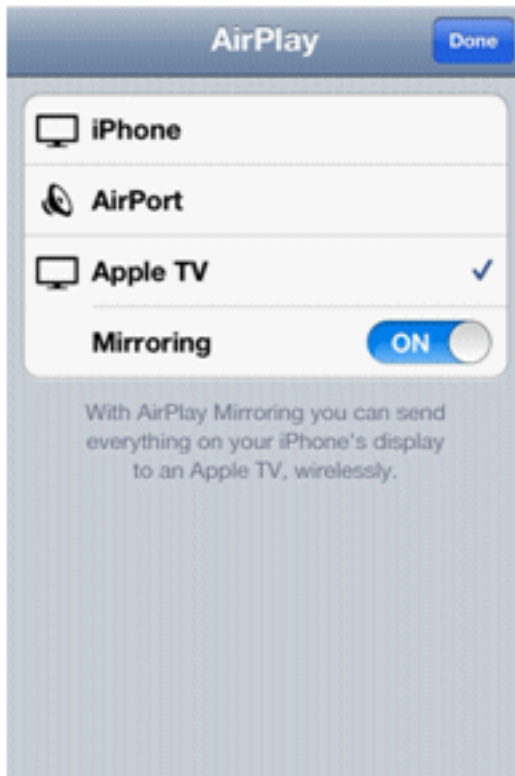 AirPlay
Done
iPhone
AirPort
Apple TV
Mirroring
ON
With AirPlay Mirroring you can send
everything on your iPhone's display
to an Apple TV, wirelessly.